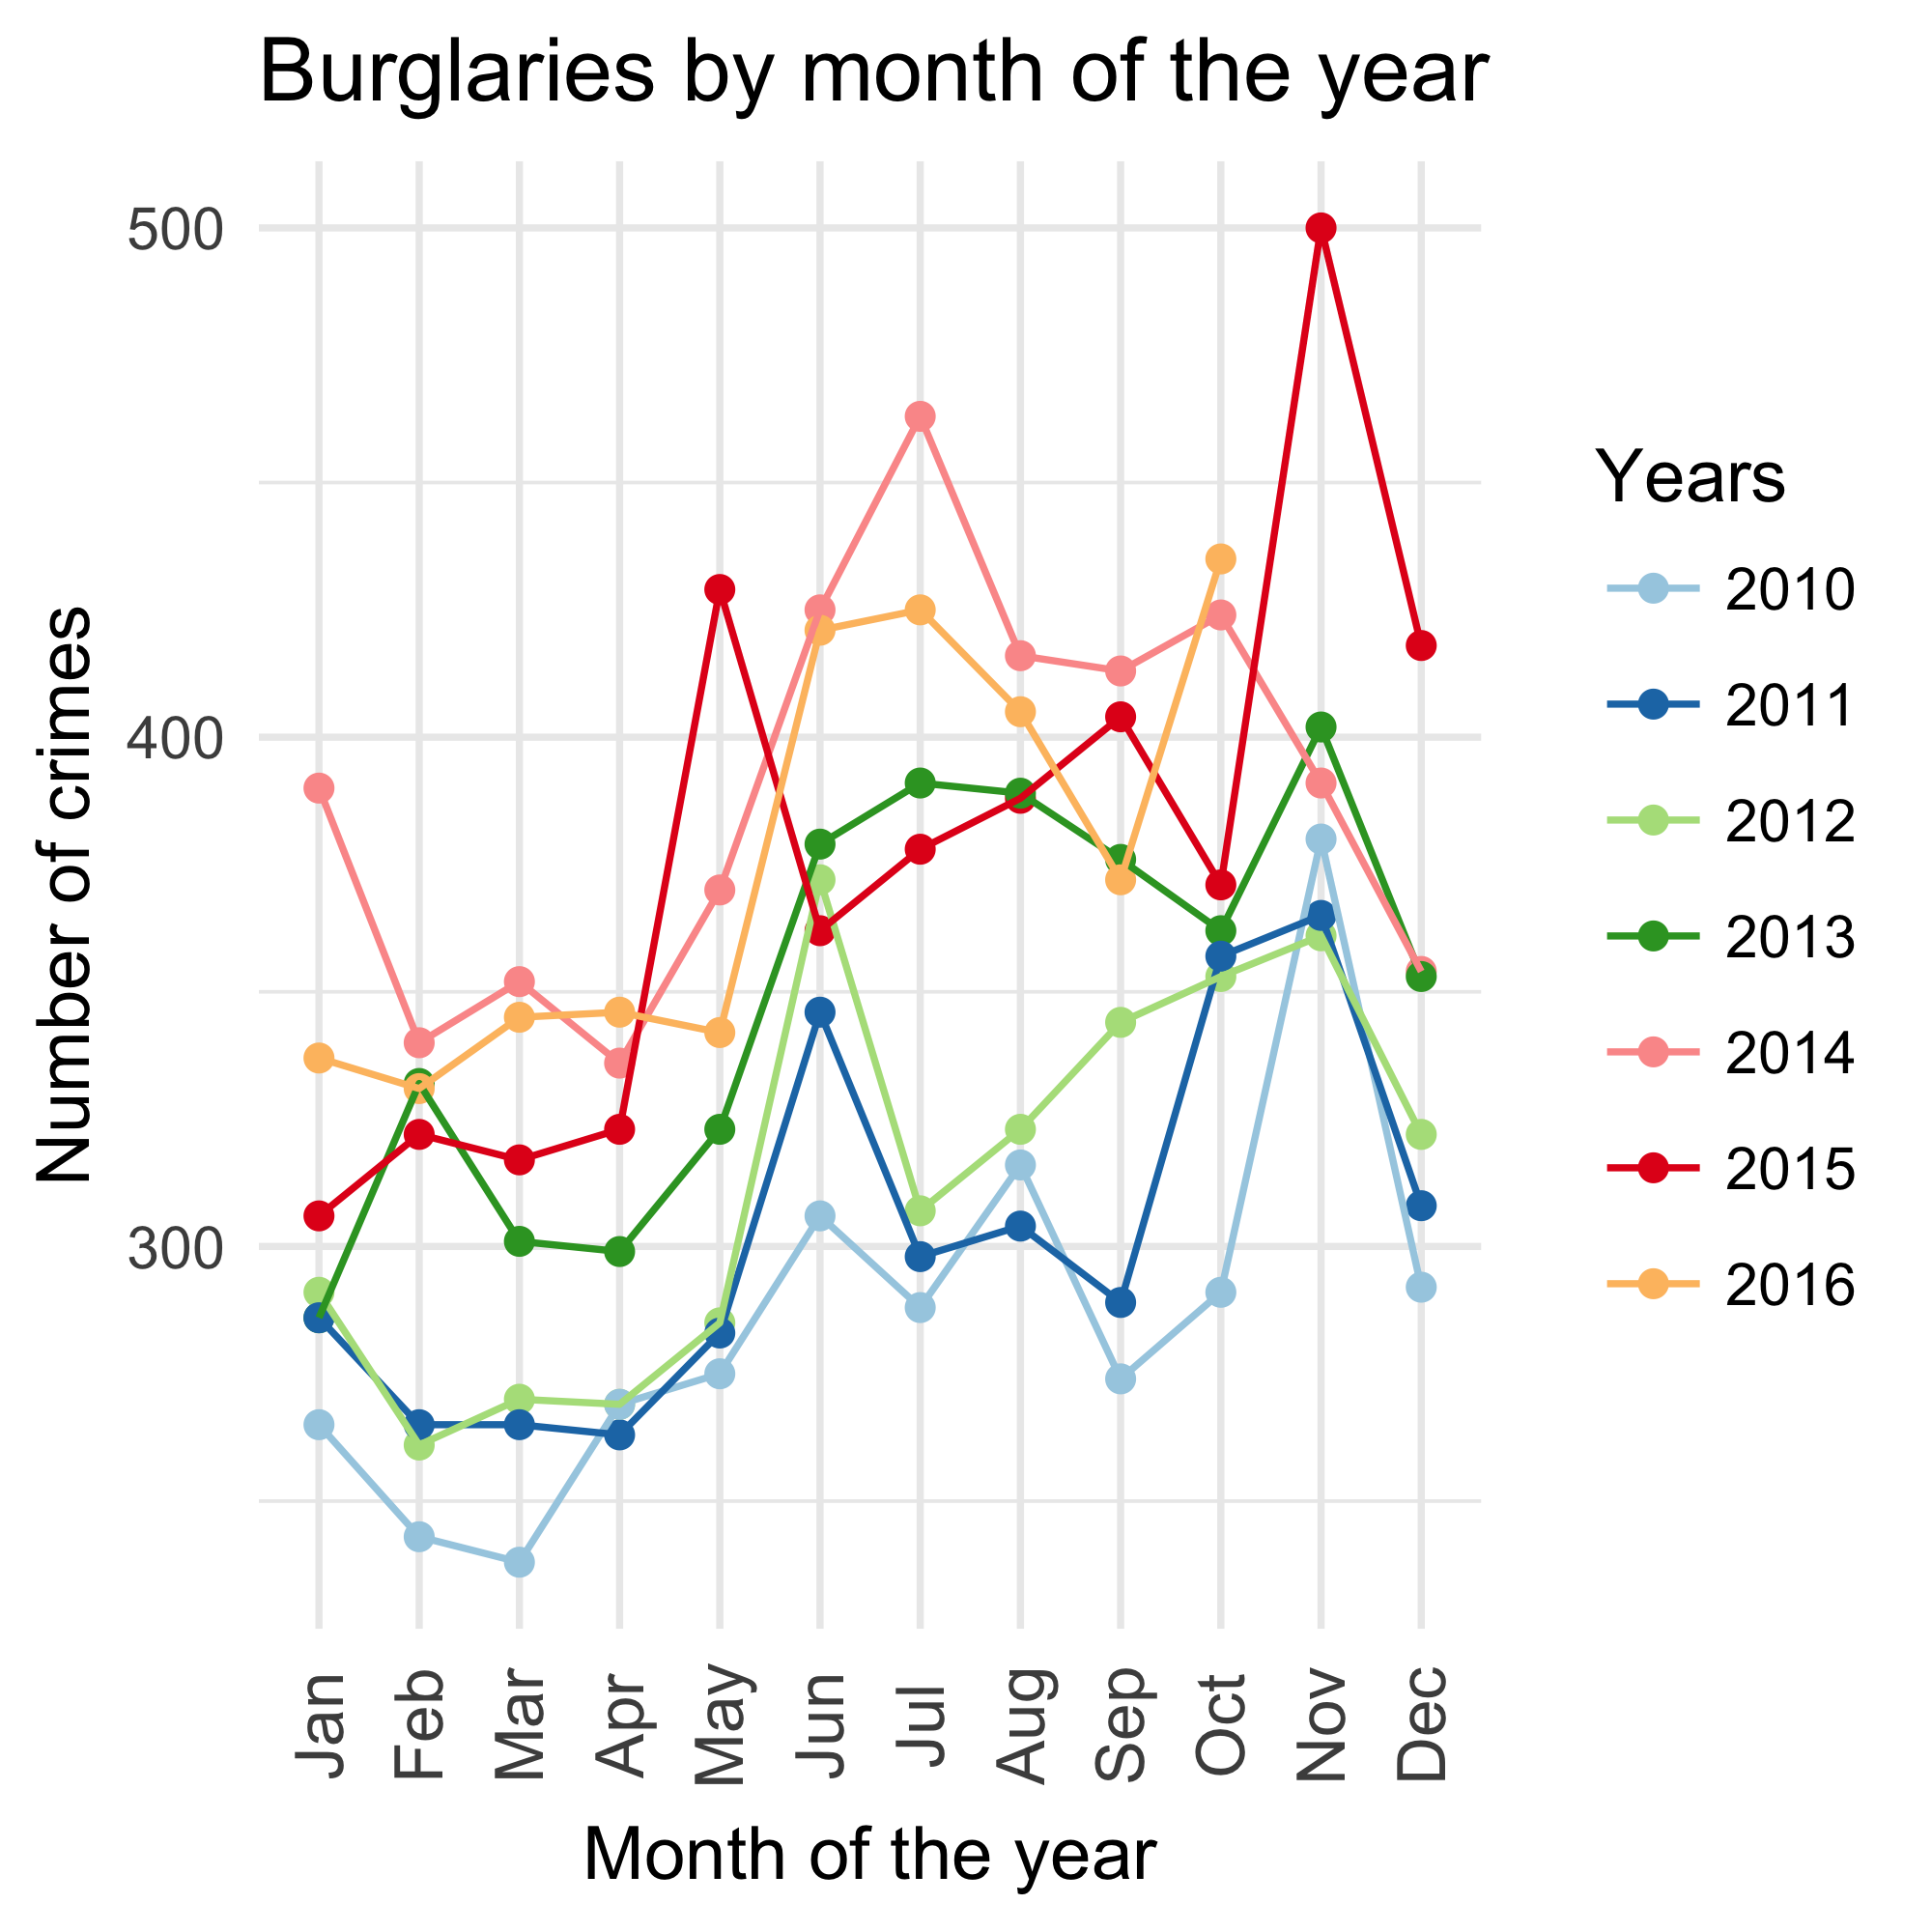 Burglaries by month of the year
500
400
300
Number of crimes
Jan
Feb
Mar
Apr
May
Jun
Jul
Aug
Sep
Oct
Nov
Dec
Month of the year
Years
2010
2011
2012
2013
2014
2015
2016